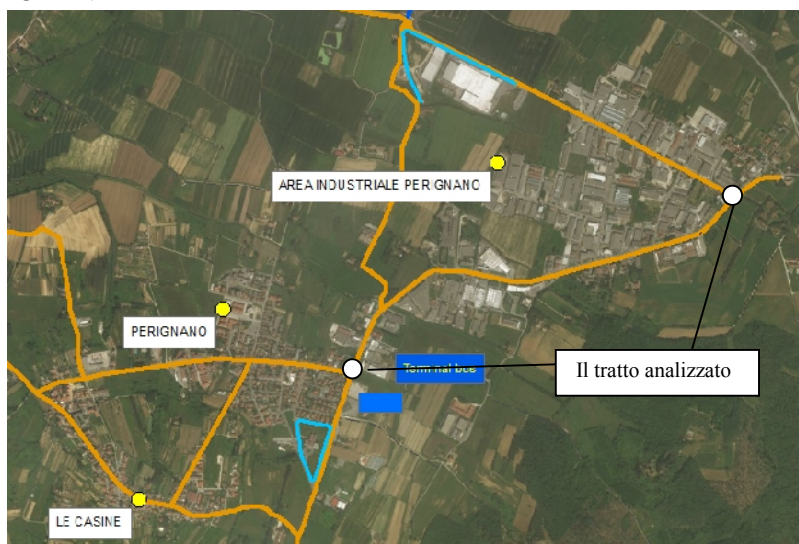 AREA INDUSTRIALE PERIGNANO
PERIGNANO
Terminal bus
Il tratto analizzato
LE CASINE